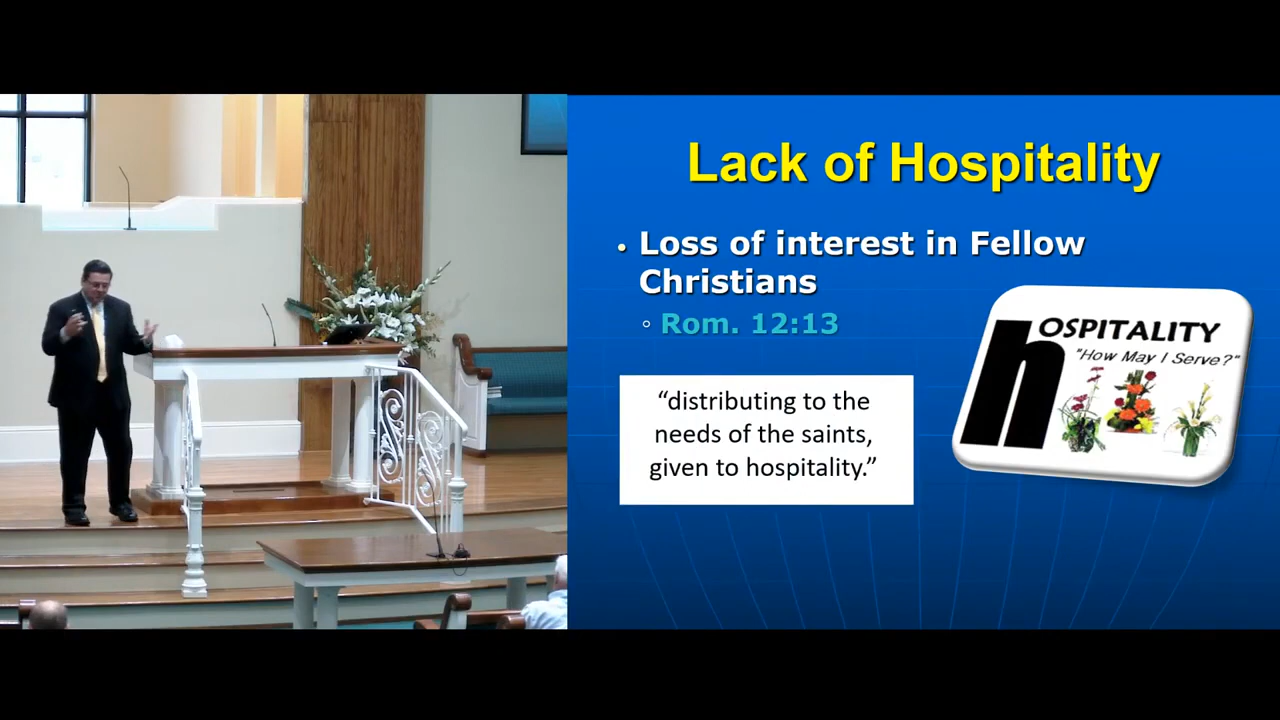 Lack of Hospitality
• Loss of interest in Fellow
Christians
◦ Rom. 12:13
“distributing to the
needs of the saints,
given to hospitality.”
hOSPITALITY
"How May I Serve?"